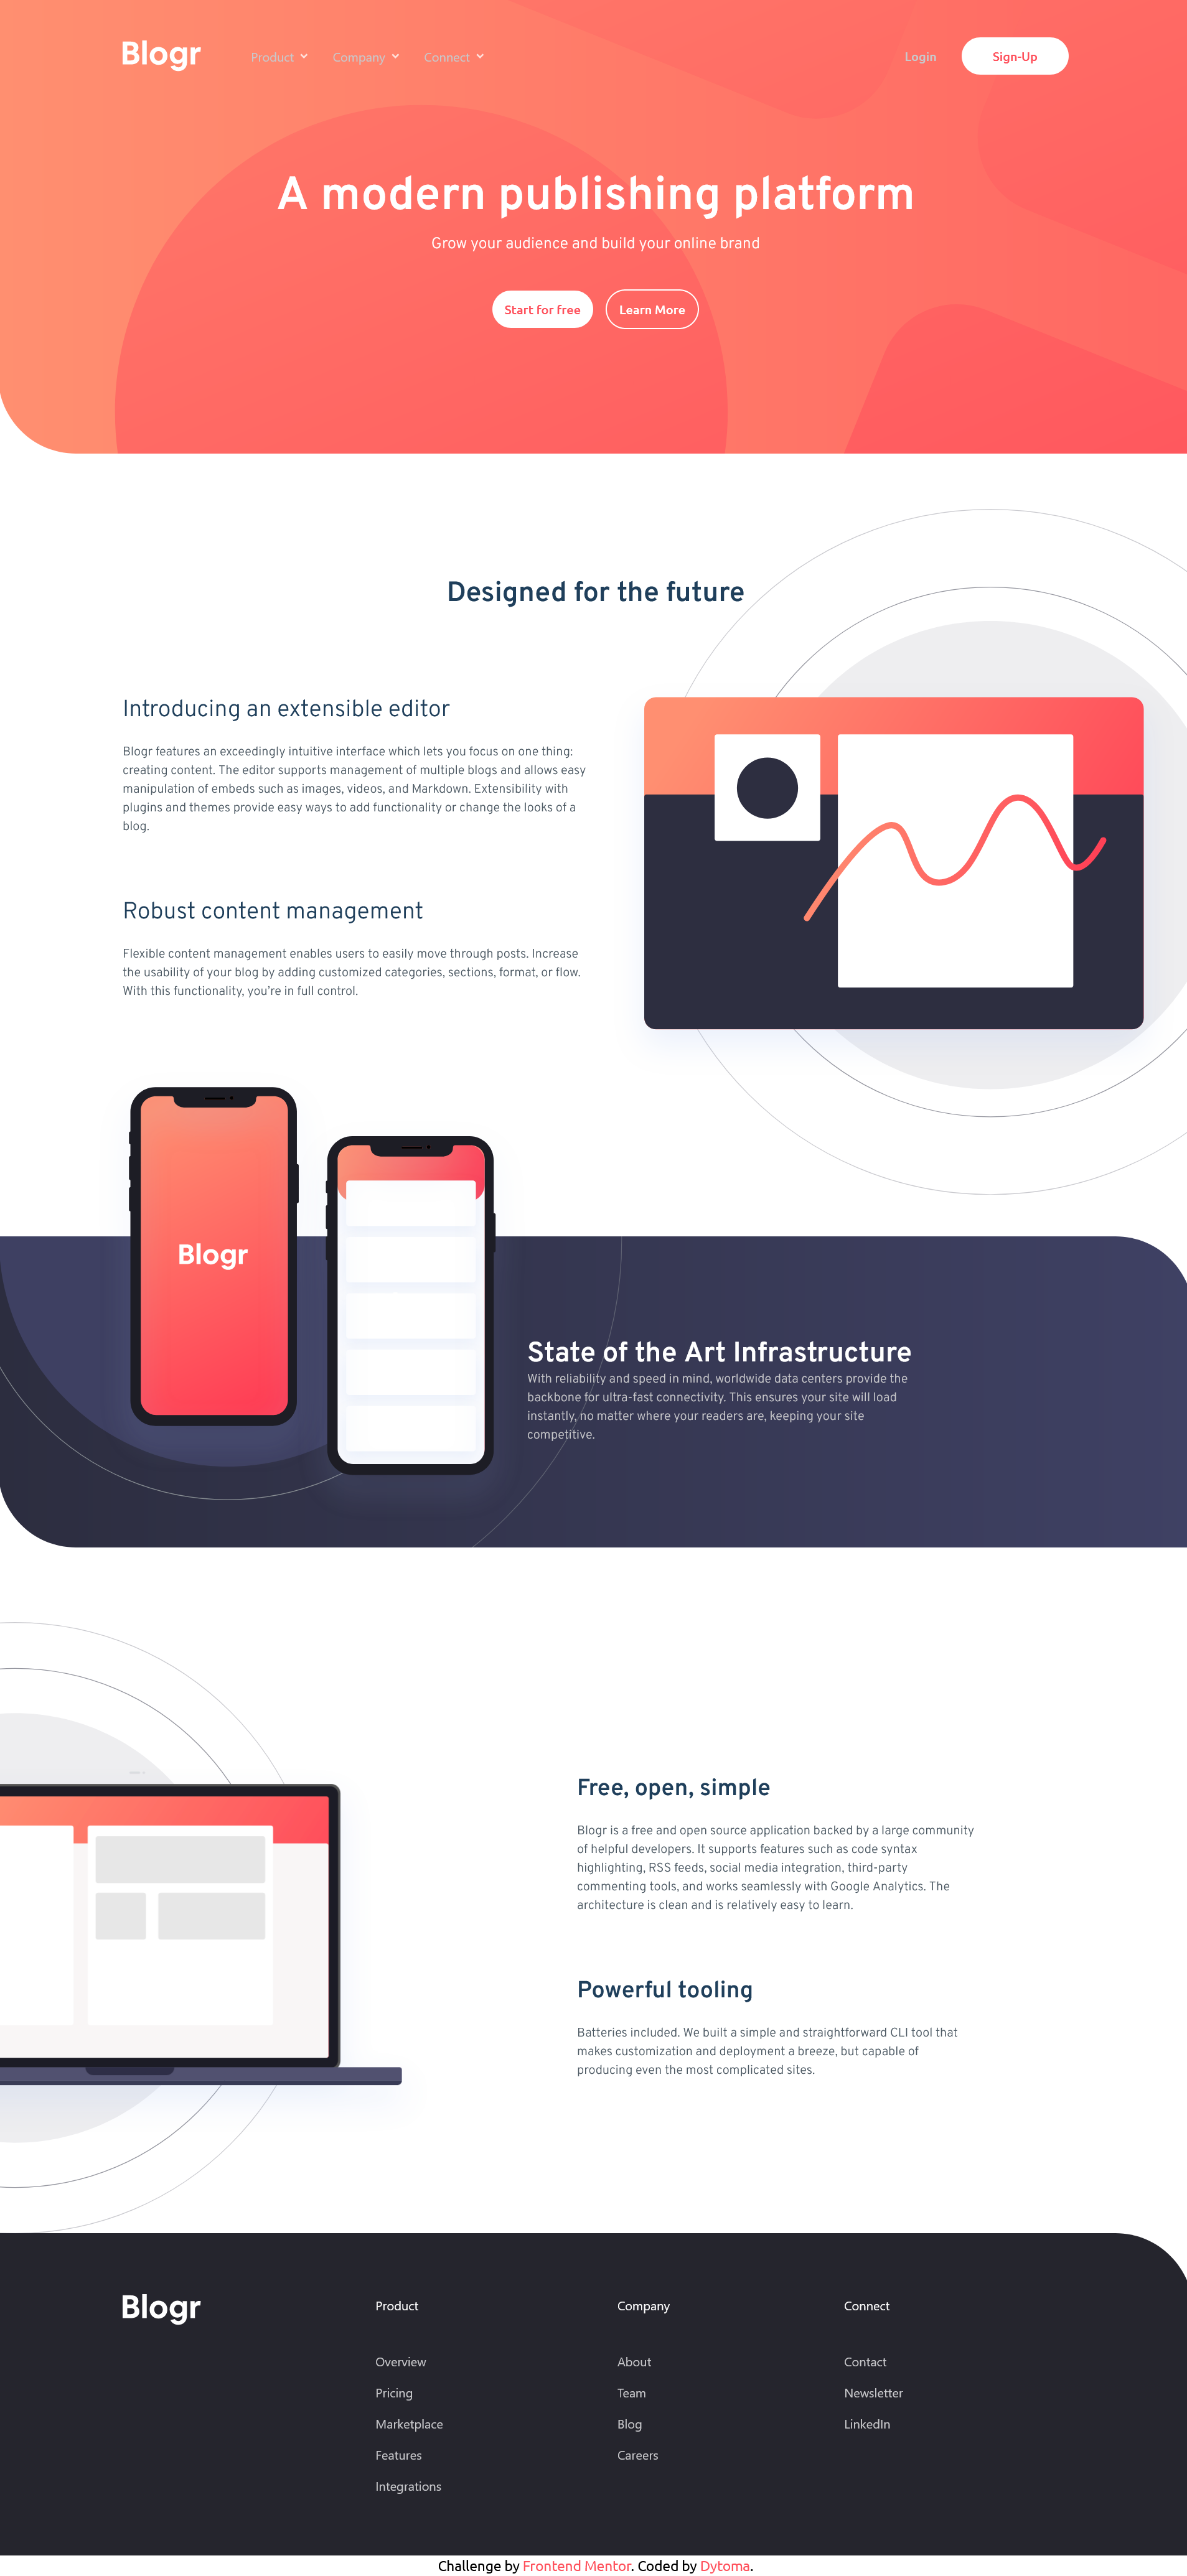 Blogr Product Company Connect Login Sign-Up
A modern publishing platform
Grow your audience and build your online brand
Start for free Learn More
Designed for the future
Introducing an extensible editor
Blogr features an exceedingly intuitive interface which lets you focus on one thing:
creating content. The editor supports management of multiple blogs and allows easy
manipulation of embeds such as images, videos, and Markdown. Extensibility with
plugins and themes provide easy ways to add functionality or change the looks of a
blog.
Robust content management
Flexible content management enables users to easily move through posts. Increase
the usability of your blog by adding customized categories, sections, format, or flow.
With this functionality, you're in full control.
Blogr
State of the Art Infrastructure
With reliability and speed in mind, worldwide data centers provide the
backbone for ultra-fast connectivity. This ensures your site will load
instantly, no matter where your readers are, keeping your site
competitive.
Free, open, simple
Blogr is a free and open source application backed by a large community
of helpful developers. It supports features such as code syntax
highlighting, RSS feeds, social media integration, third-party
commenting tools, and works seamlessly with Google Analytics. The
architecture is clean and is relatively easy to learn.
Powerful tooling
Batteries included. We built a simple and straightforward CLI tool that
makes customization and deployment a breeze, but capable of
producing even the most complicated sites.
Blogr
Product
Overview
Pricing
Marketplace
Features
Integrations
Company
About
Team
Blog
Careers
Connect
Contact
Newsletter
LinkedIn
Challenge by Frontend Mentor. Coded by Dytoma.